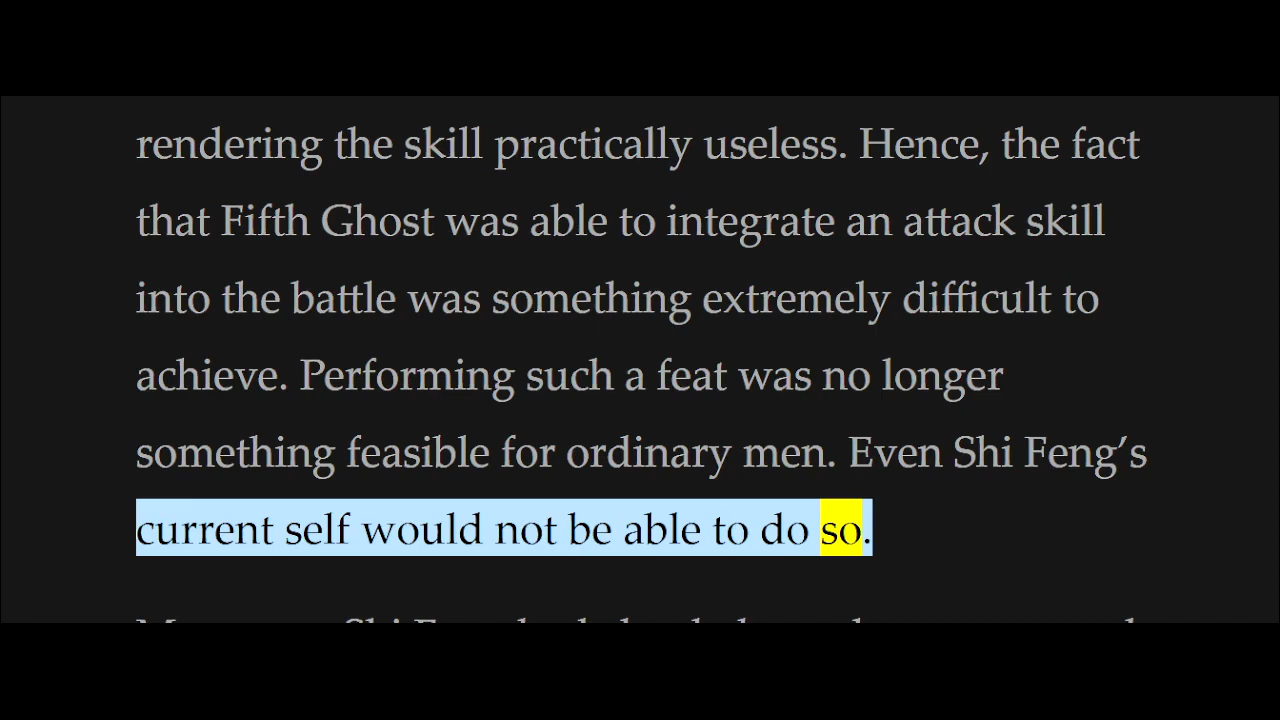 rendering the skill practically useless. Hence, the fact
that Fifth Ghost was able to integrate an attack skill
into the battle was something extremely difficult to
achieve. Performing such a feat was no longer
something feasible for ordinary men. Even Shi Feng’s
current self would not be able to do so.